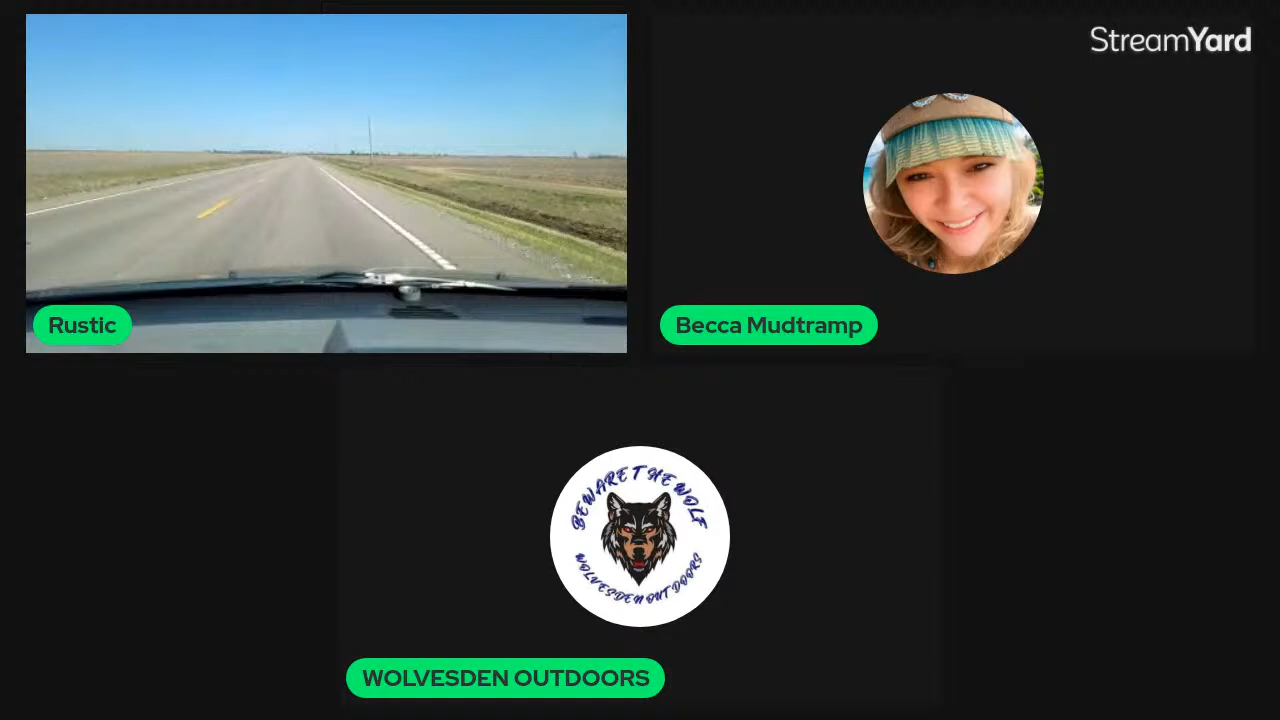 StreamYard
Rustic
Becca Mudtramp
BEWARE THE WOLF
WOLVESDEN OUTDOORS
WOLVESDEN OUTDOORS